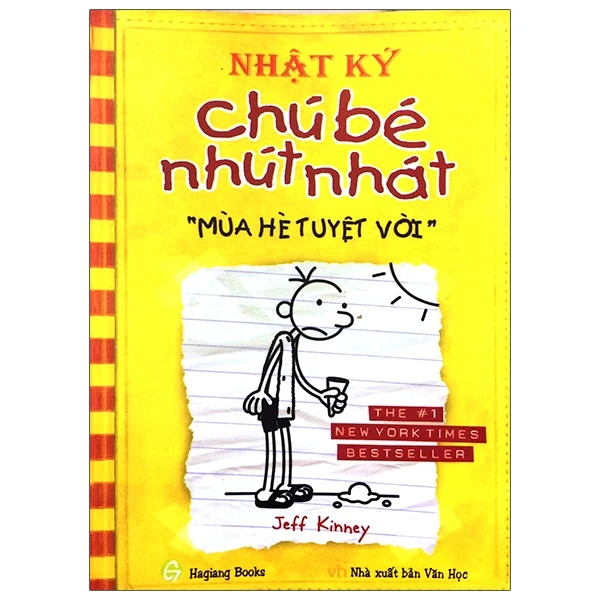 NHẬT KÝ
chú bé
nhút nhát
"MÙA HÈ TUYỆT VỜI"
THE #1
NEW YORK TIMES
BESTSELLER
Jeff Kinney
Hagiang Books
vh Nhà xuất bản Văn Học